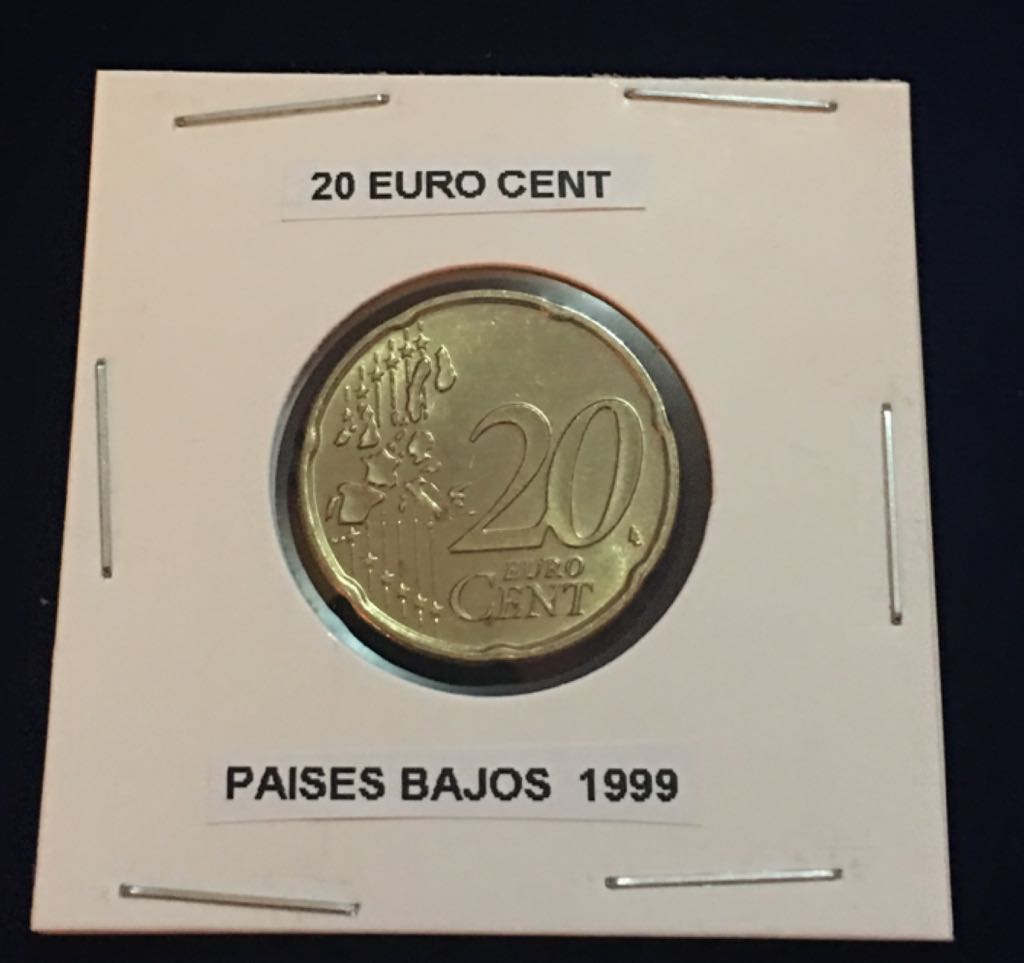 20 EURO CENT
20
EURO
CENT
PAISES BAJOS 1999